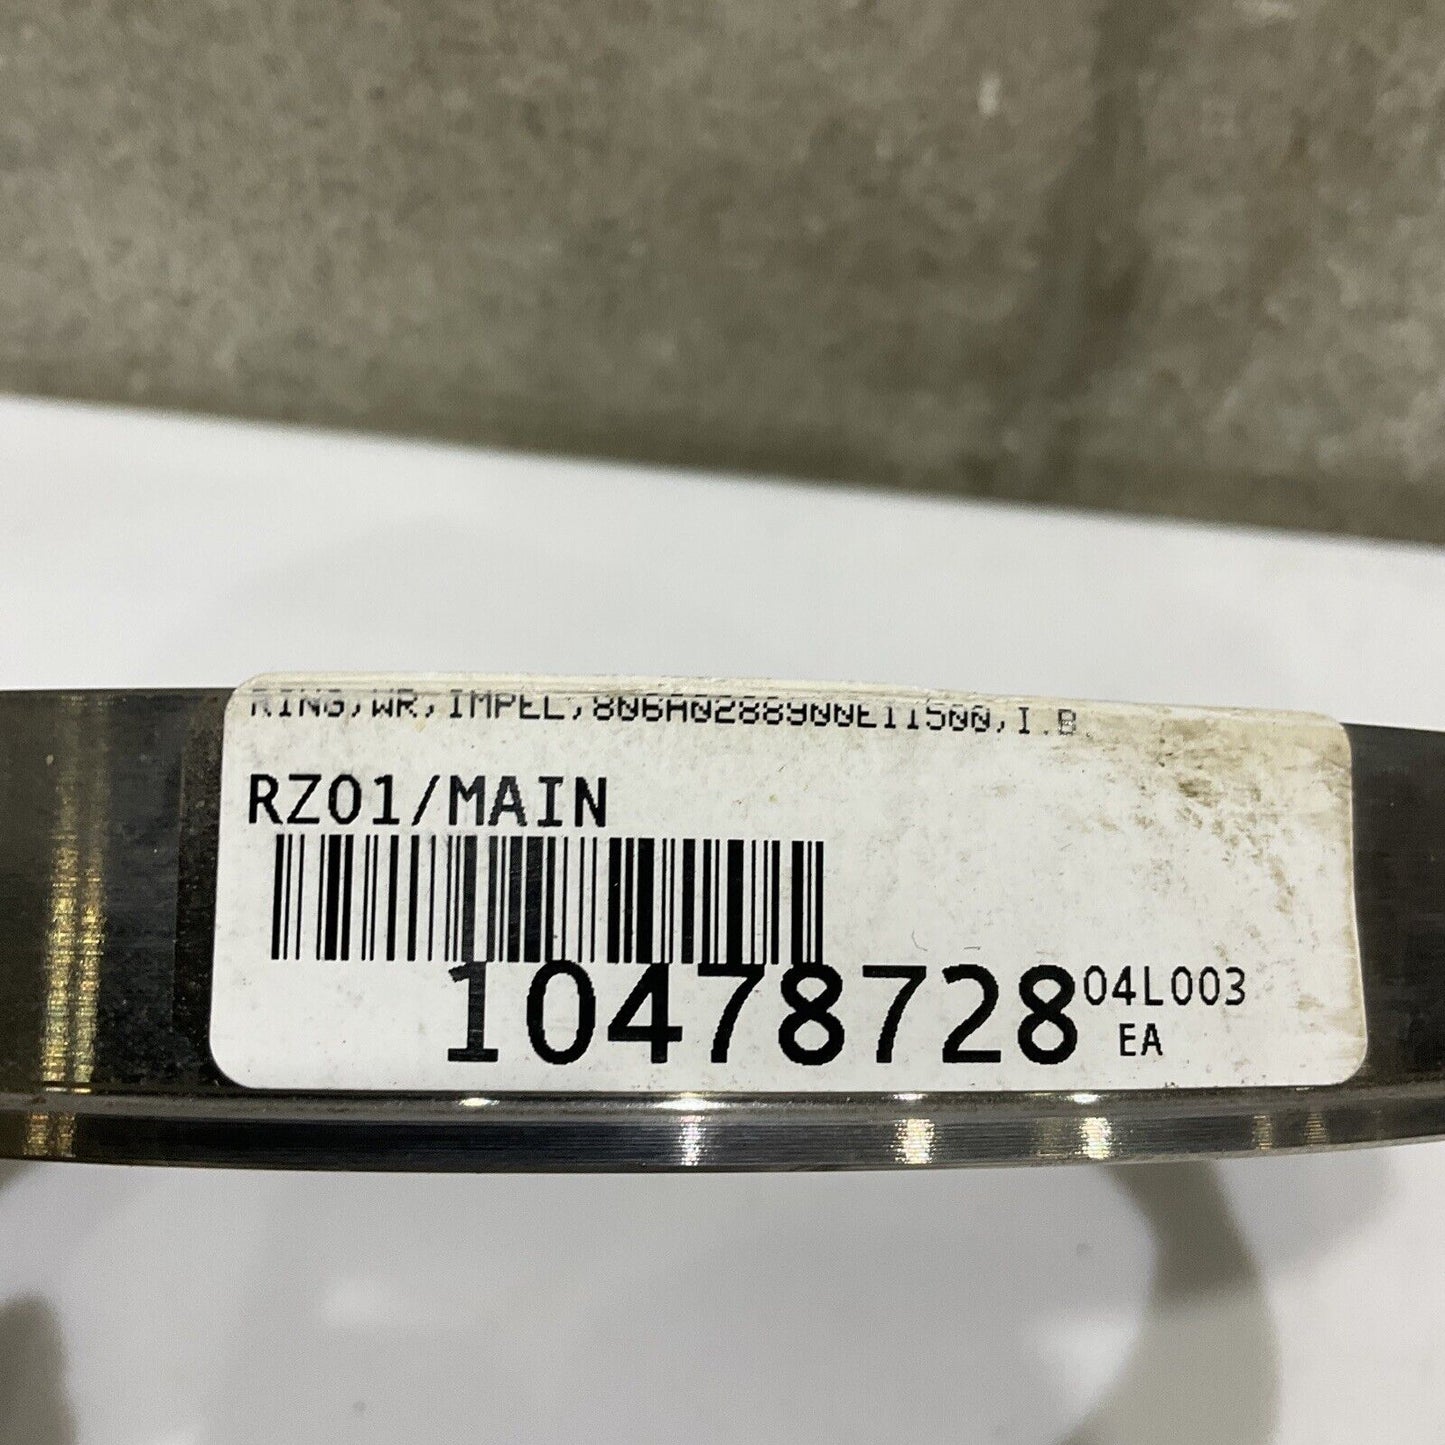 RING,WR,IMPEL,806A0288900E11500,I.B.
RZ01/MAIN
10478728
04L003
EA